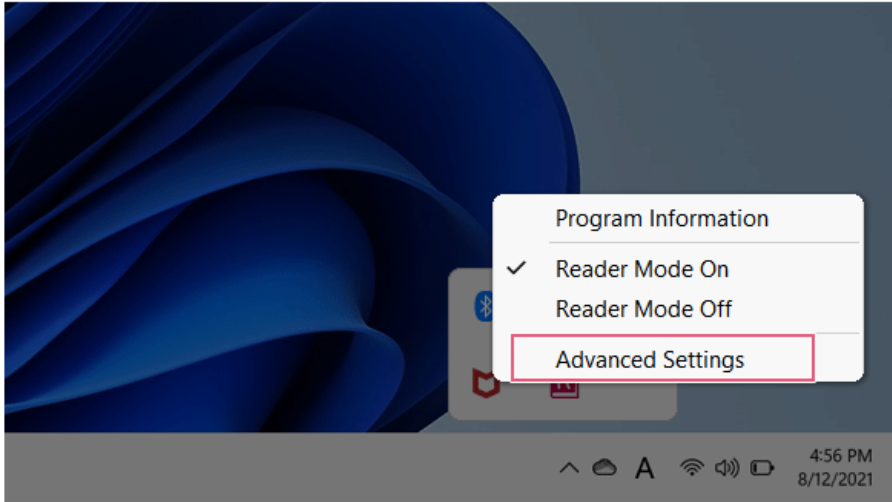 Program Information
Reader Mode On
Reader Mode Off
Advanced Settings
A
4:56 PM
8/12/2021